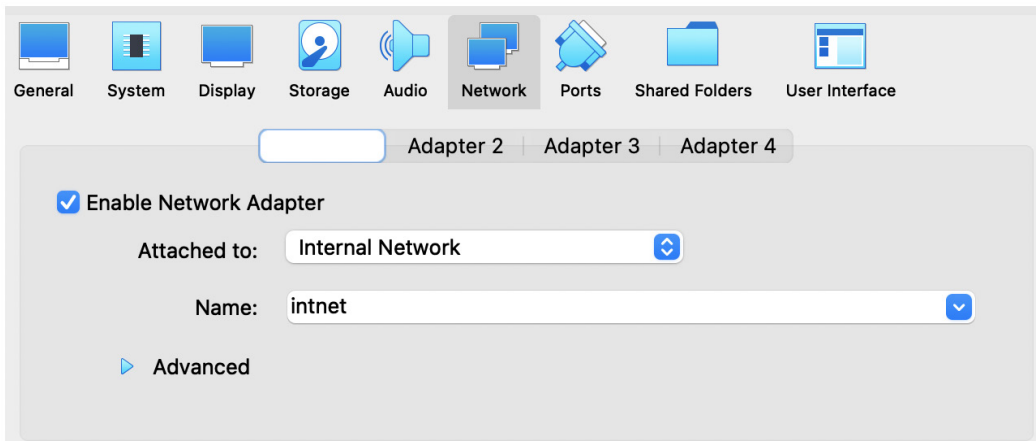 General System Display Storage Audio Network Ports Shared Folders User Interface
Adapter 2 Adapter 3 Adapter 4
Enable Network Adapter
Attached to: Internal Network
Name: intnet
Advanced